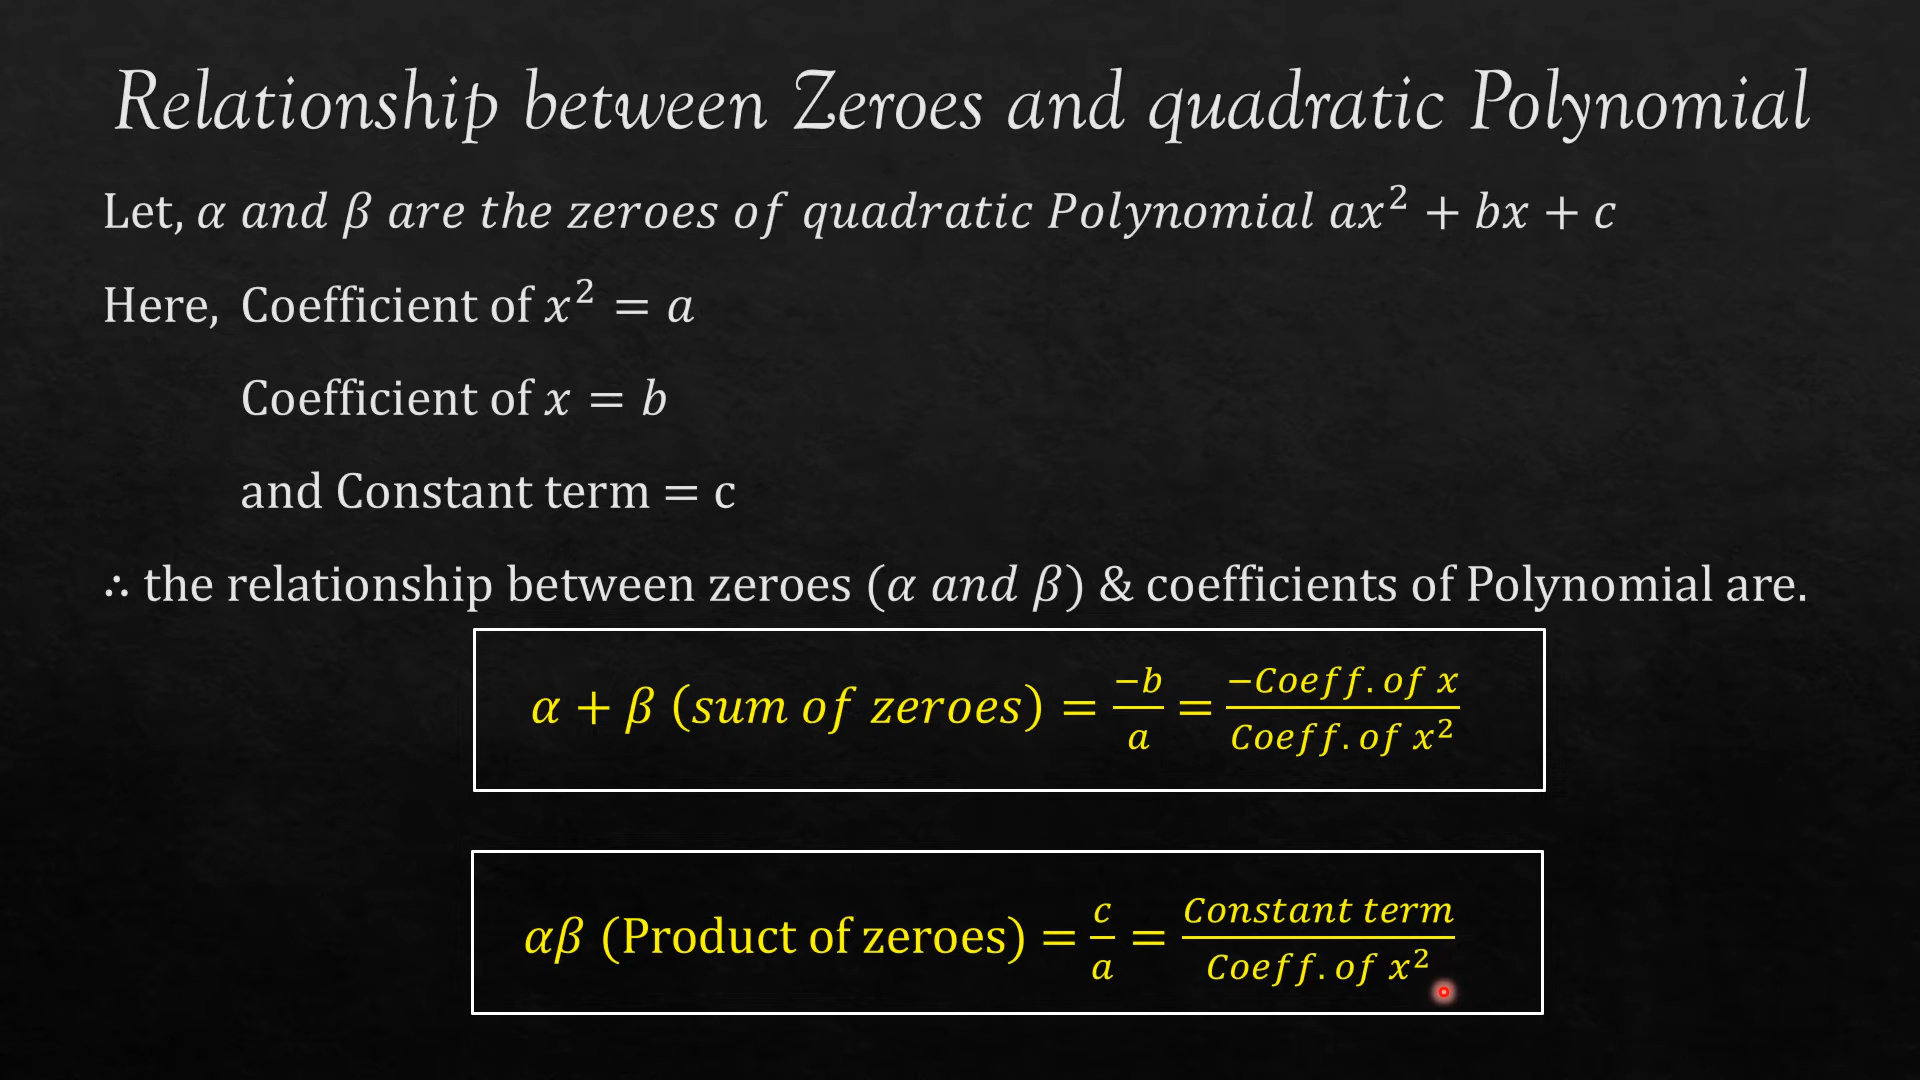 Relationship between Zeroes and quadratic Polynomial
Let, α and β are the zeroes of quadratic Polynomial ax² + bx + c
Here, Coefficient of x² = a
Coefficient of x = b
and Constant term = c
∴ the relationship between zeroes (α and β) & coefficients of Polynomial are.
α + β (sum of zeroes) = −b/a = −Coeff. of x/Coeff. of x²
αβ (Product of zeroes) = c/a = Constant term/Coeff. of x²